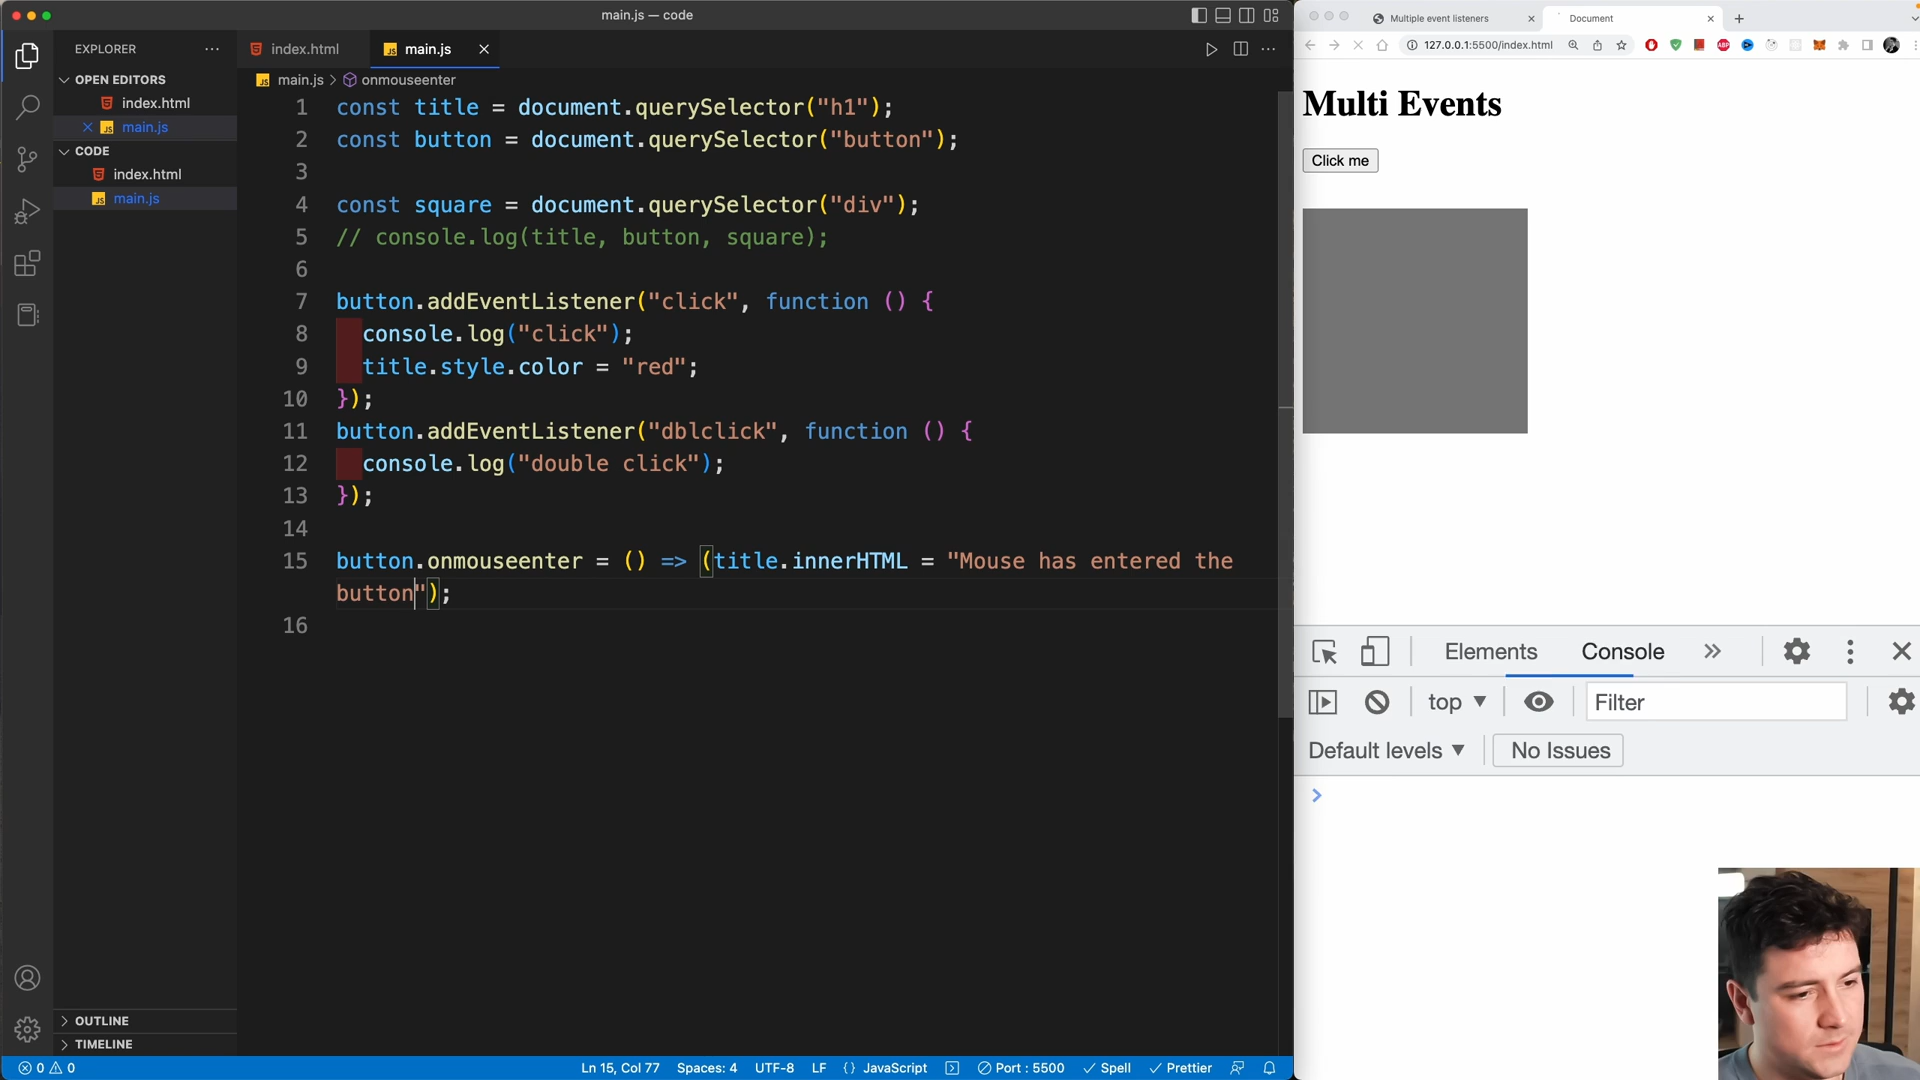 main.js — code
EXPLORER
OPEN EDITORS
index.html
main.js
CODE
index.html
main.js
OUTLINE
TIMELINE
index.html
main.js
main.js > onmouseenter
1 const title = document.querySelector("h1");
2 const button = document.querySelector("button");
3
4 const square = document.querySelector("div");
5 // console.log(title, button, square);
6
7 button.addEventListener("click", function () {
8 console.log("click");
9 title.style.color = "red";
10 });
11 button.addEventListener("dblclick", function () {
12 console.log("double click");
13 });
14
15 button.onmouseenter = () => (title.innerHTML = "Mouse has entered the
button");
16
0 0
Ln 15, Col 77 Spaces: 4 UTF-8 LF {} JavaScript Port : 5500 Spell Prettier
Multiple event listeners
Document
127.0.0.1:5500/index.html
ABP
Multi Events
Click me
Elements Console
top Filter
Default levels No Issues